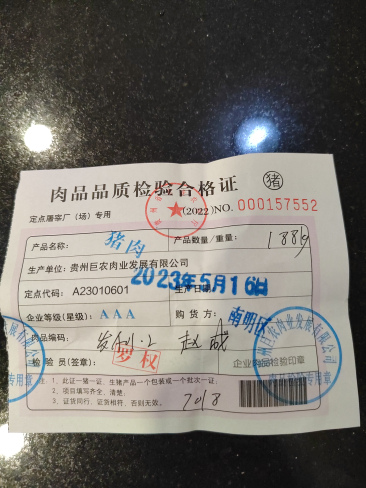 肉品品质检验合格证 猪
定点屠宰厂（场）专用 (2022) NO. 000157552
产品名称: 猪肉 产品数量/重量:
生产单位: 贵州巨农肉业发展有限公司
定点代码: A23010601 生产日期: 2023年5月16日
企业等级(星级): AAA 购 货 方: 南明区
肉品编码:
检 验 员(签章): 罗权 企业肉品检验印章
1、此证一猪一证，生猪产品一个包装或一个批次一证。
2、项目填写齐全、清楚。
3、证货同行，证货相符，否则无效。